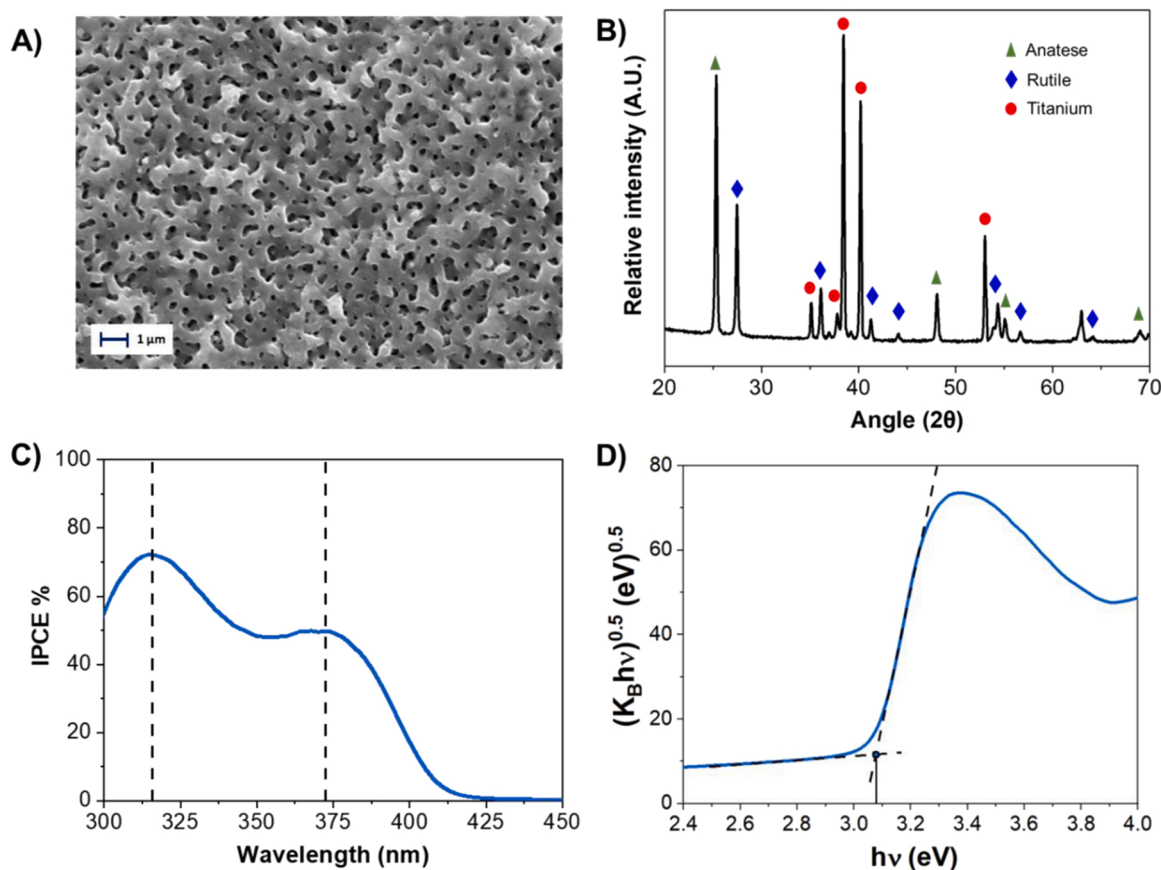 A)
1 μm
B)
Relative intensity (A.U.)
Anatese
Rutile
Titanium
20 30 40 50 60 70
Angle (2θ)
C)
IPCE %
100
80
60
40
20
0
300 325 350 375 400 425 450
Wavelength (nm)
D)
(K_Bhν)^0.5 (eV)^0.5
80
60
40
20
0
2.4 2.6 2.8 3.0 3.2 3.4 3.6 3.8 4.0
hν (eV)